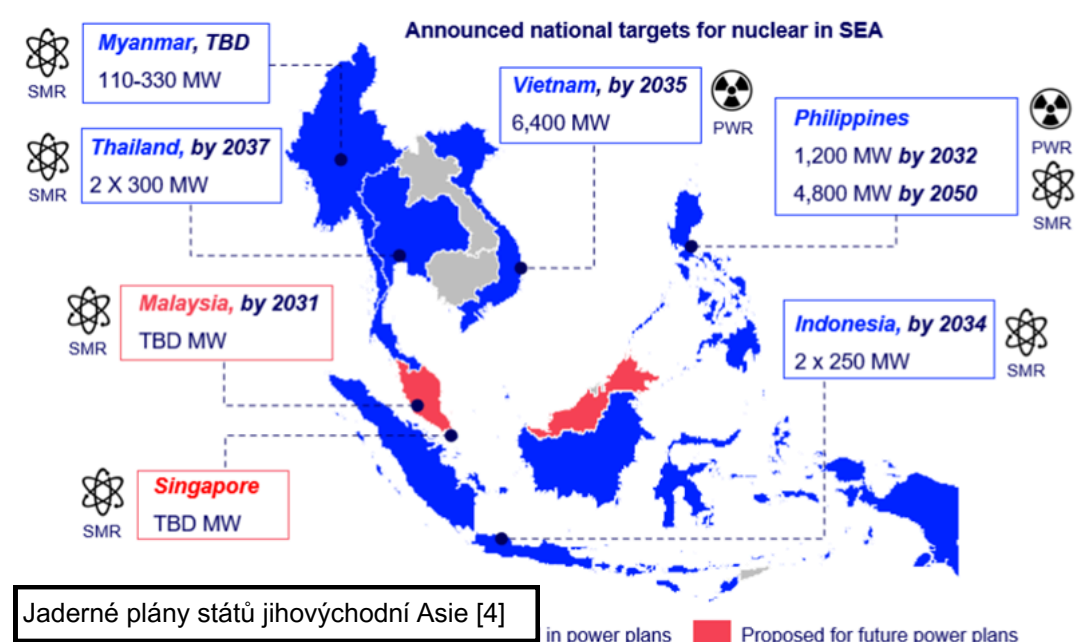 Announced national targets for nuclear in SEA
Myanmar, TBD
110-330 MW
SMR
Thailand, by 2037
2 X 300 MW
SMR
Vietnam, by 2035
6,400 MW
PWR
Philippines
1,200 MW by 2032
4,800 MW by 2050
PWR
SMR
Malaysia, by 2031
TBD MW
SMR
Indonesia, by 2034
2 x 250 MW
SMR
Singapore
TBD MW
SMR
Jaderné plány států jihovýchodní Asie [4]
in power plans
Proposed for future power plans